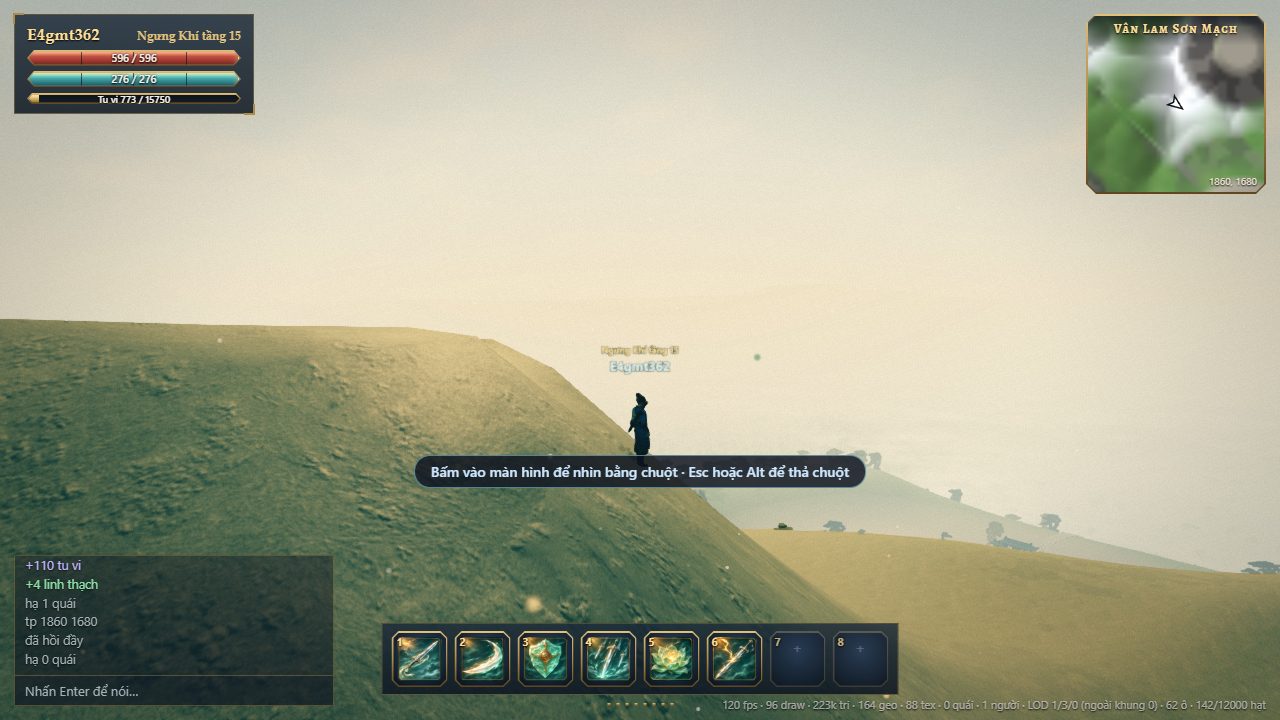 E4gmt362 Ngưng Khí tầng 15
596 / 596
276 / 276
Tu vi 773 / 15750
Vân Lam Sơn Mạch
1860, 1680
Ngưng Khí tầng 15
E4gmt362
Bấm vào màn hình để nhìn bằng chuột · Esc hoặc Alt để thả chuột
+110 tu vi
+4 linh thạch
hạ 1 quái
tp 1860 1680
đã hồi đầy
hạ 0 quái
Nhấn Enter để nói...
1 2 3 4 5 6 7 8
+ +
120 fps · 96 draw · 223k tri · 164 geo · 88 tex · 0 quái · 1 người · LOD 1/3/0 (ngoài khung 0) · 62 ô · 142/12000 hạt